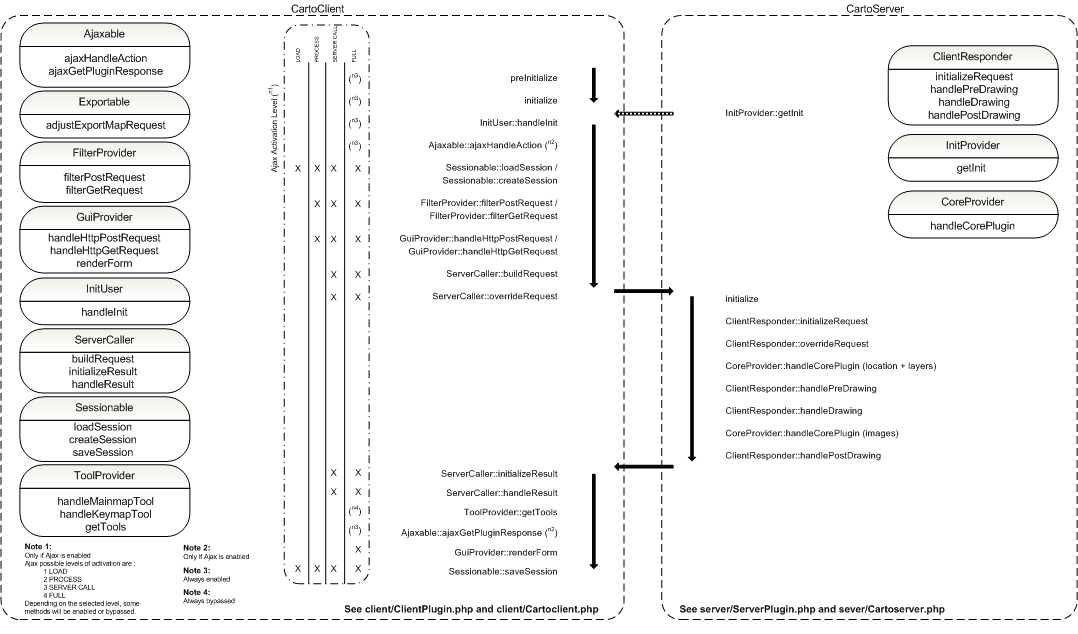 CartoClient
CartoServer
Ajaxable
ajaxHandleAction
ajaxGetPluginResponse
Exportable
adjustExportMapRequest
FilterProvider
filterPostRequest
filterGetRequest
GuiProvider
handleHttpPostRequest
handleHttpGetRequest
renderForm
InitUser
handleInit
ServerCaller
buildRequest
initializeResult
handleResult
Sessionable
loadSession
createSession
saveSession
ToolProvider
handleMainmapTool
handleKeymapTool
getTools
Note 1:
Only if Ajax is enabled
Ajax possible levels of activation are :
1 LOAD
2 PROCESS
3 SERVER CALL
4 FULL
Depending on the selected level, some
methods will be enabled or bypassed.
Note 2:
Only if Ajax is enabled
Note 3:
Always enabled
Note 4:
Always bypassed
Ajax Activation Level (n1)
LOAD
PROCESS
SERVER CALL
FULL
(n3) preInitialize
(n3) initialize
(n3) InitUser::handleInit
(n3) Ajaxable::ajaxHandleAction (n2)
X X X X Sessionable::loadSession /
Sessionable::createSession
X X X FilterProvider::filterPostRequest /
FilterProvider::filterGetRequest
X X X GuiProvider::handleHttpPostRequest /
GuiProvider::handleHttpGetRequest
X X ServerCaller::buildRequest
X X ServerCaller::overrideRequest
X X ServerCaller::initializeResult
X X ServerCaller::handleResult
(n4) ToolProvider::getTools
(n3) Ajaxable::ajaxGetPluginResponse (n2)
X GuiProvider::renderForm
X X X X Sessionable::saveSession
See client/ClientPlugin.php and client/Cartoclient.php
InitProvider::getInit
initialize
ClientResponder::initializeRequest
ClientResponder::overrideRequest
CoreProvider::handleCorePlugin (location + layers)
ClientResponder::handlePreDrawing
ClientResponder::handleDrawing
CoreProvider::handleCorePlugin (images)
ClientResponder::handlePostDrawing
ClientResponder
initializeRequest
handlePreDrawing
handleDrawing
handlePostDrawing
InitProvider
getInit
CoreProvider
handleCorePlugin
See server/ServerPlugin.php and sever/Cartoserver.php